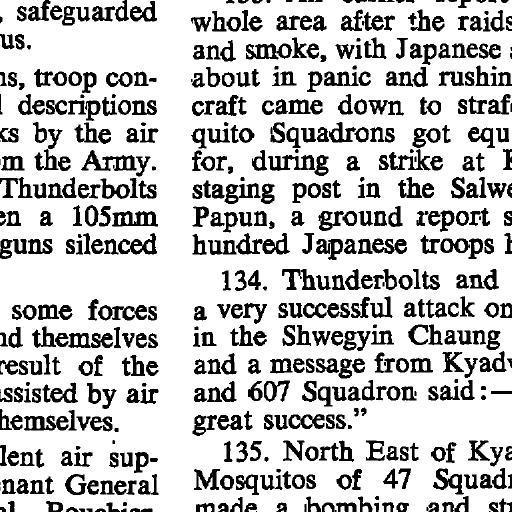 , safeguarded
us.
ns, troop con-
descriptions
ks by the air
om the Army.
Thunderbolts
en a 105mm
guns silenced
some forces
nd themselves
result of the
assisted by air
hemselves.
lent air sup-
nant General
whole area after the raids
and smoke, with Japanese
about in panic and rushin
craft came down to straf
quito Squadrons got equ
for, during a strike at
staging post in the Salwe
Papun, a ground report s
hundred Japanese troops h
134. Thunderbolts and
a very successful attack on
in the Shwegyin Chaung
and a message from Kyadw
and 607 Squadron said:—
great success."
135. North East of Kya
Mosquitos of 47 Squadr
made a bombing and str